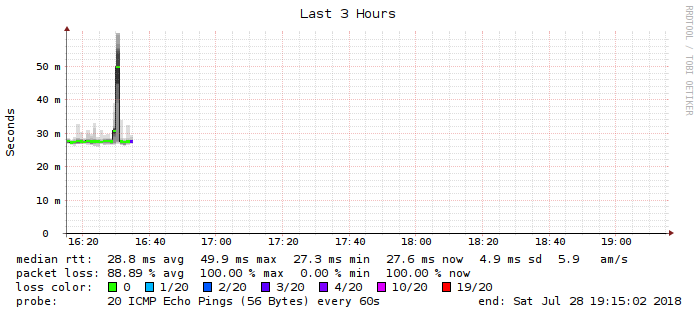 Last 3 Hours
RRDTOOL / TOBI OETIKER
Seconds
50 m
40 m
30 m
20 m
10 m
0
16:20 16:40 17:00 17:20 17:40 18:00 18:20 18:40 19:00
median rtt: 28.8 ms avg 49.9 ms max 27.3 ms min 27.6 ms now 4.9 ms sd 5.9 am/s
packet loss: 88.89 % avg 100.00 % max 0.00 % min 100.00 % now
loss color: 0 1/20 2/20 3/20 4/20 10/20 19/20
probe: 20 ICMP Echo Pings (56 Bytes) every 60s end: Sat Jul 28 19:15:02 2018